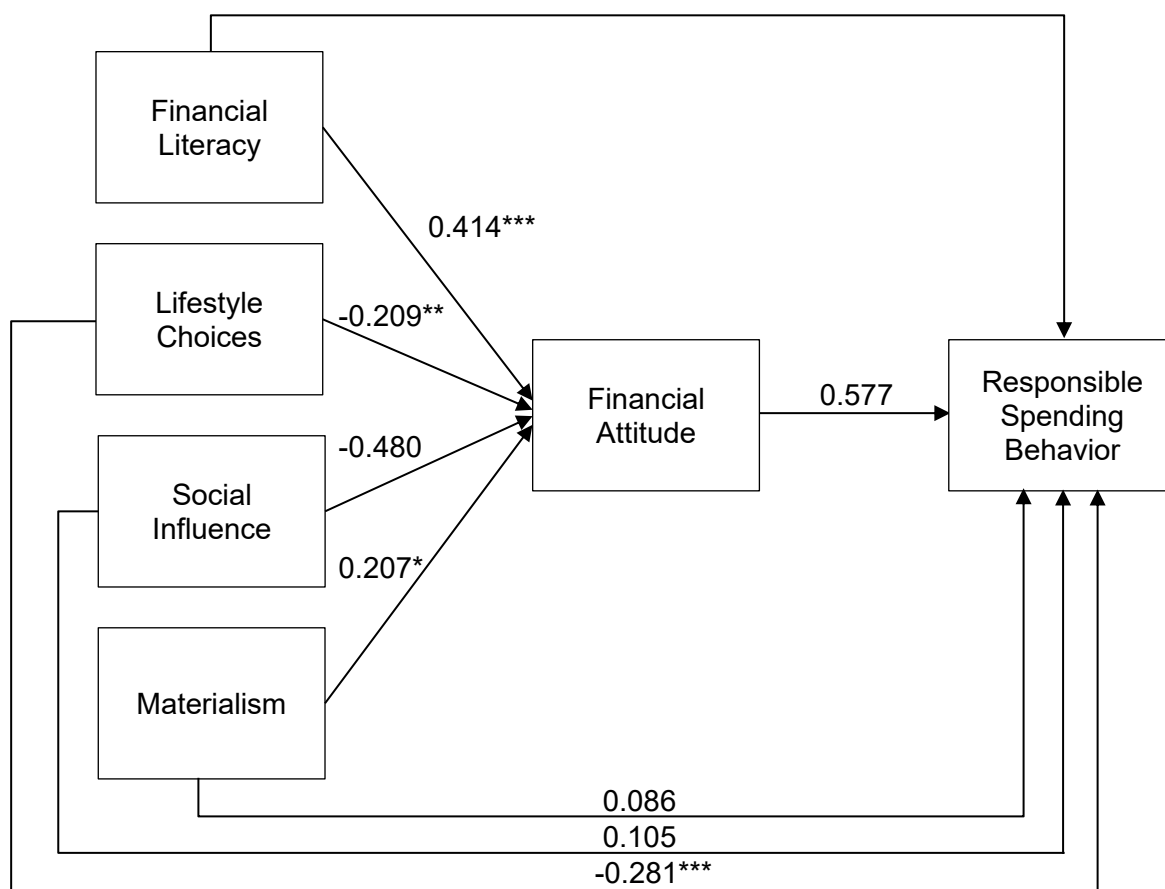 Financial
Literacy
0.414***
Lifestyle
Choices
-0.209**
Financial
Attitude
0.577
Responsible
Spending
Behavior
Social
Influence
-0.480
0.207*
Materialism
0.086
0.105
-0.281***